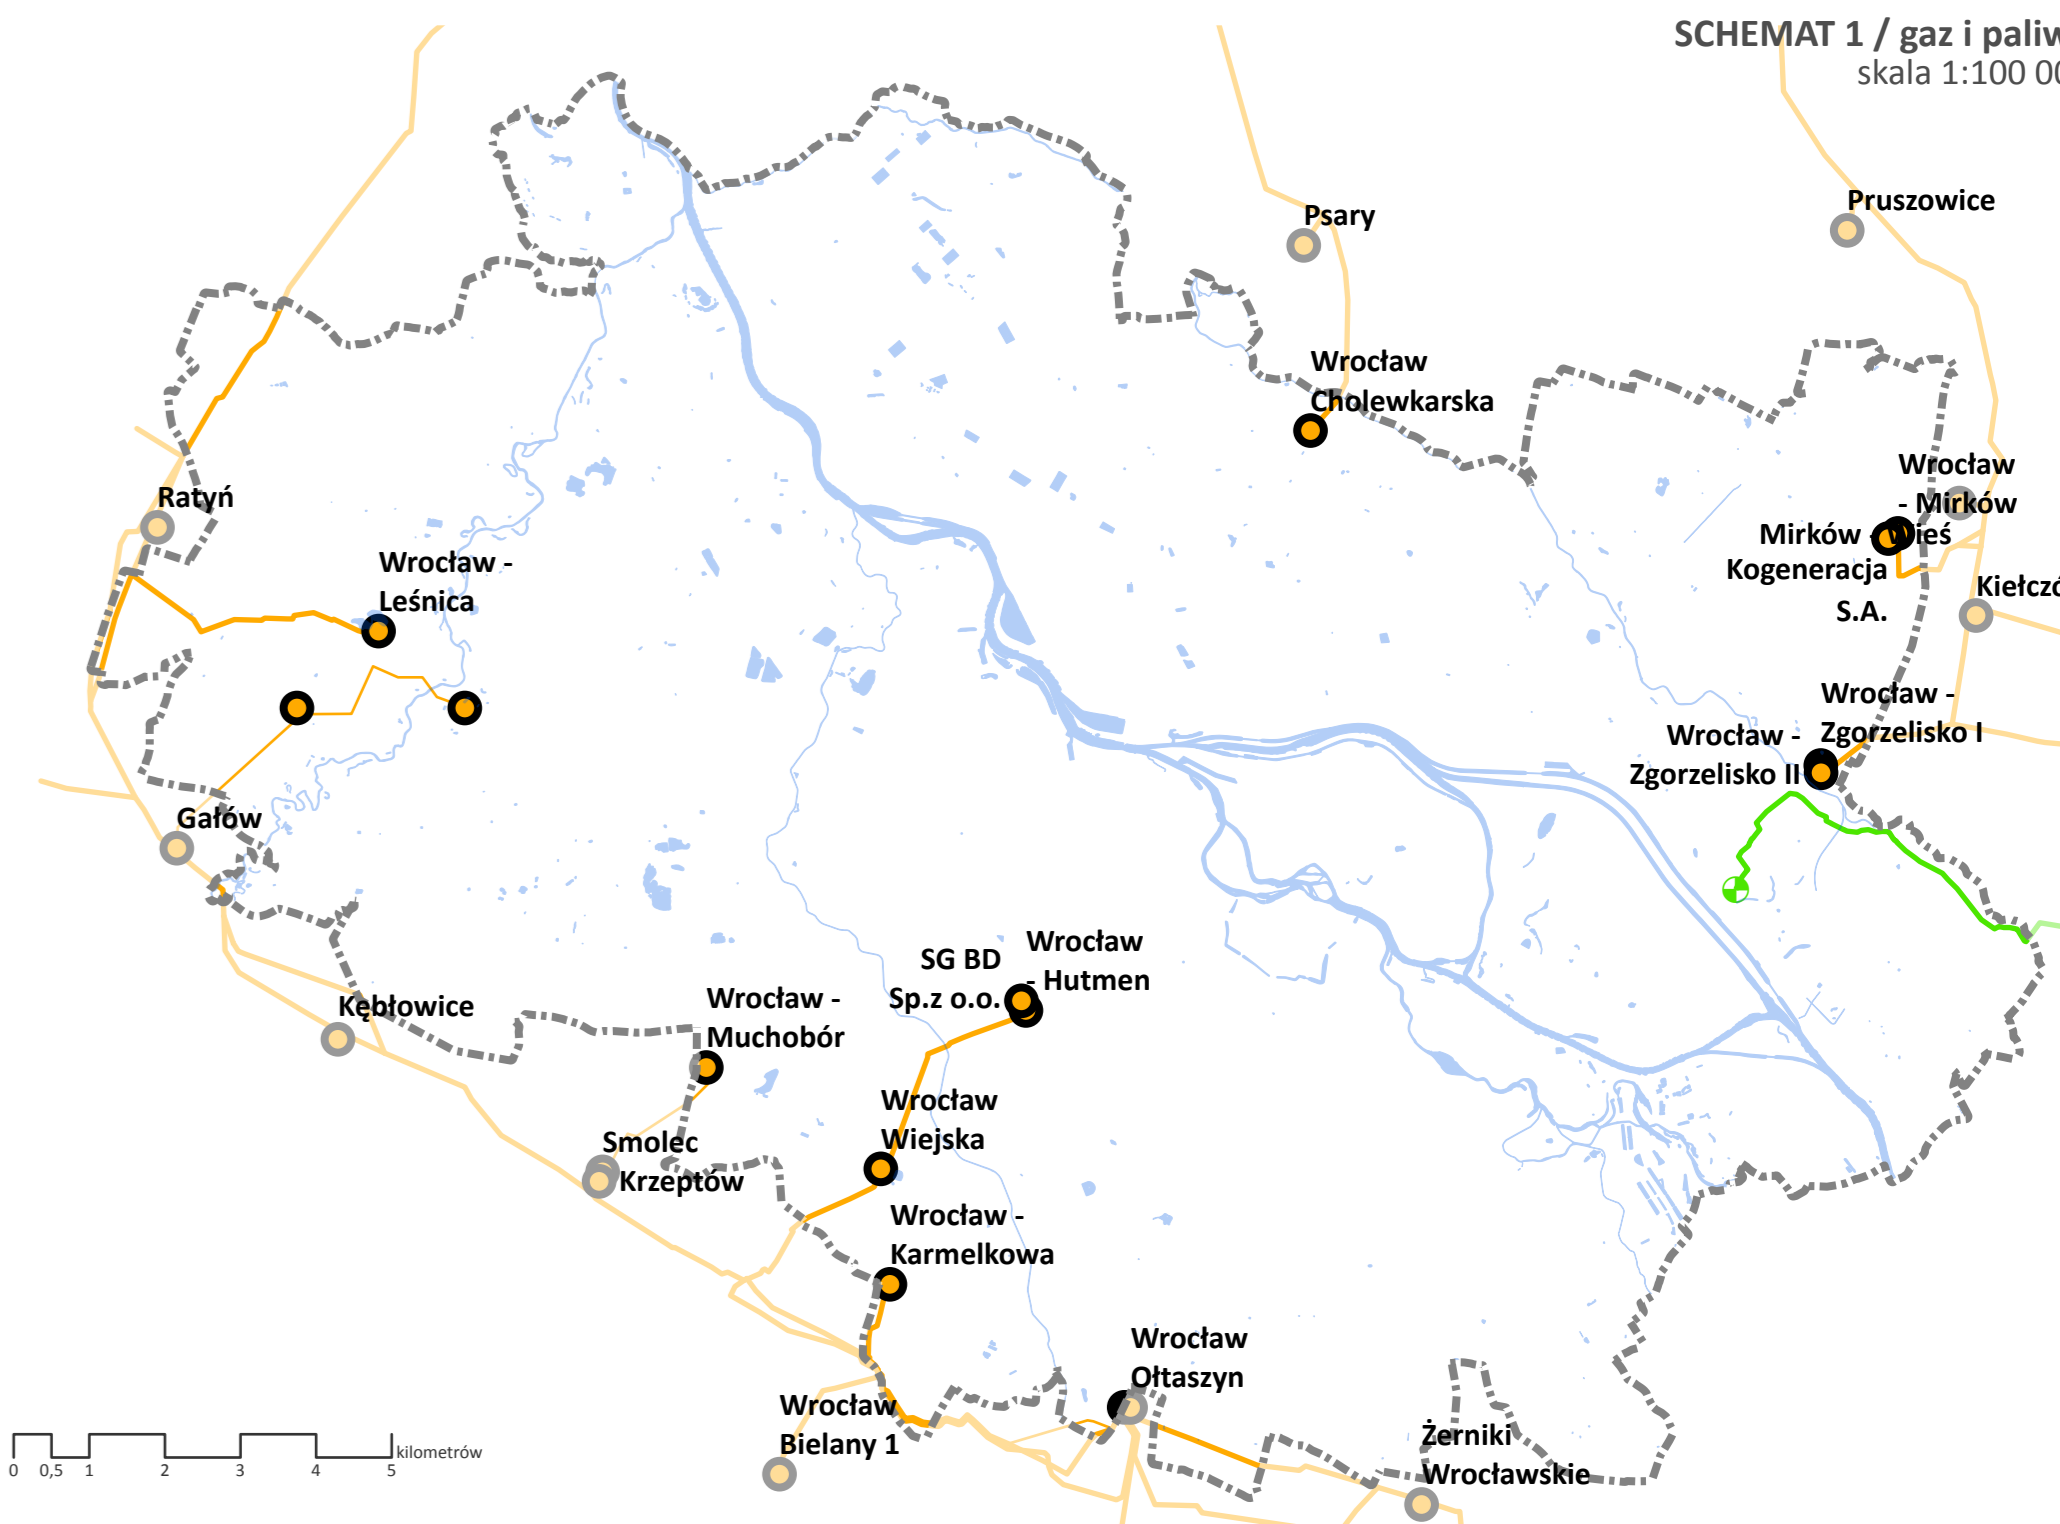 SCHEMAT 1 / gaz i paliw
skala 1:100 00
Psary
Pruszowice
Wrocław
Cholewkarska
Wrocław
- Mirków
Mirków - Wieś
Kogeneracja
S.A.
Kiełczó
Ratyń
Wrocław -
Leśnica
Wrocław -
Zgorzelisko I
Wrocław -
Zgorzelisko II
Gałów
Kębłowice
SG BD
Sp.z o.o.
Wrocław
- Hutmen
Wrocław -
Muchobór
Wrocław
Wiejska
Smolec
Krzeptów
Wrocław -
Karmelkowa
Wrocław
Ołtaszyn
Wrocław
Bielany 1
Żerniki
Wrocławskie
kilometrów
0 0,5 1 2 3 4 5